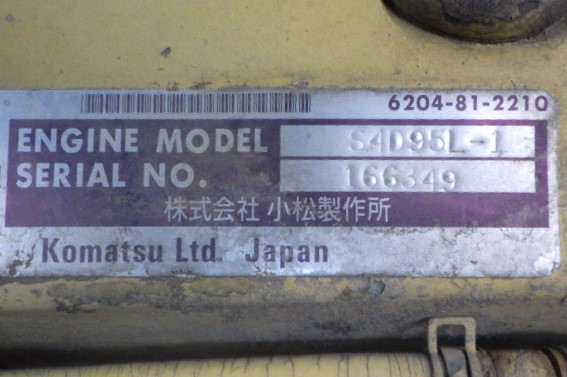 6204-81-2210
ENGINE MODEL S4D95L-1
SERIAL NO. 166349
株式会社 小松製作所
Komatsu Ltd. Japan